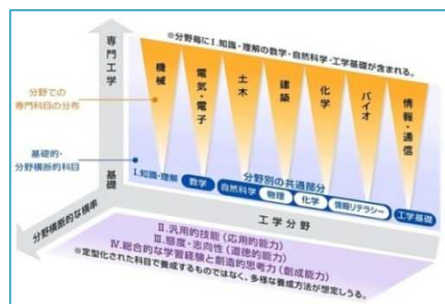 ※分野毎にⅠ.知識・理解の数学・自然科学・工学基礎が含まれる。
専門工学
機械
電気・電子
土木
建築
化学
バイオ
情報・通信
分野での
専門科目の分布
基礎的・
分野横断的科目
基礎
分野別の共通部分
Ⅰ.知識・理解
数学
自然科学
物理
化学
情報リテラシー
工学基礎
工学分野
分野横断的な横串
Ⅱ.汎用的技能（応用的能力）
Ⅲ.態度・志向性（道徳的能力）
Ⅳ.総合的な学習経験と創造的思考力（創成能力）
※定型化された科目で養成するものではなく、多様な養成方法が想定しうる。